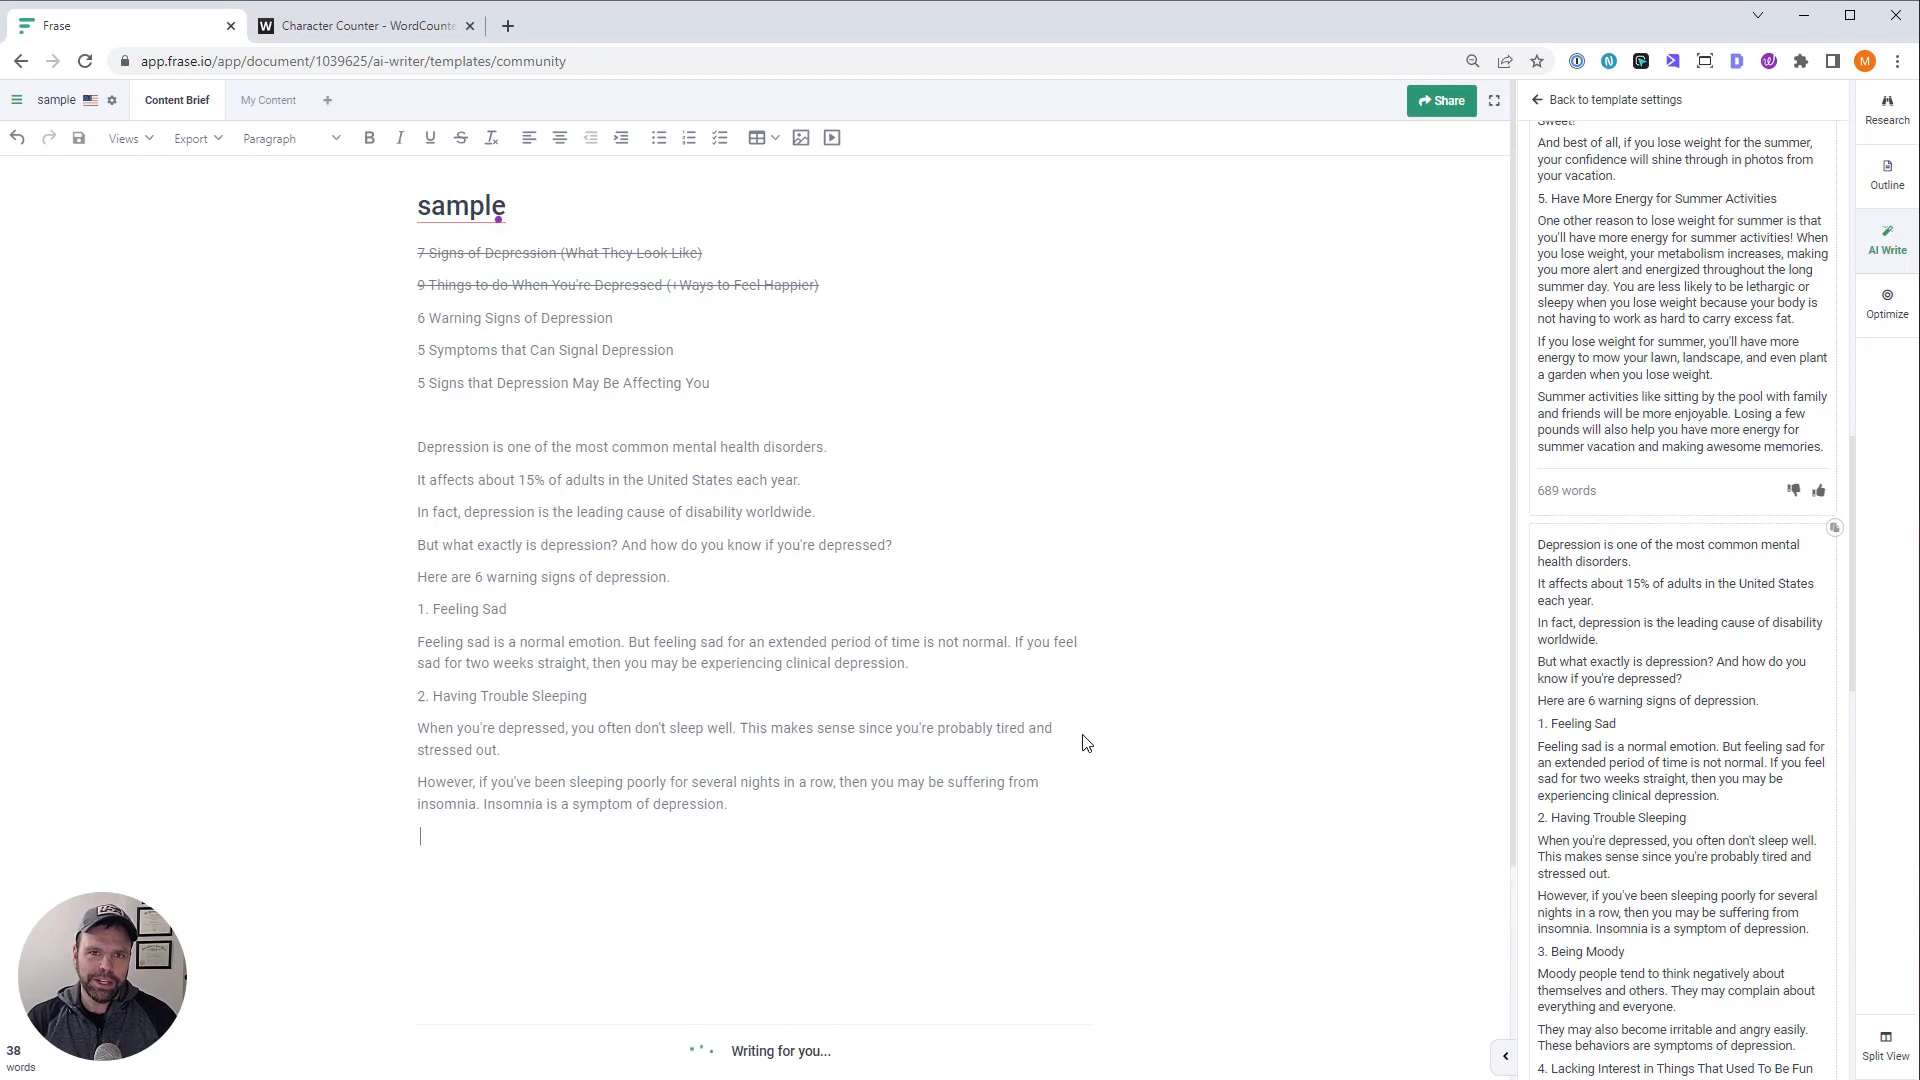 Frase
Character Counter - WordCounte
app.frase.io/app/document/1039625/ai-writer/templates/community
M
sample
Content Brief
My Content
Share
Views
Export
Paragraph
sample
7 Signs of Depression (What They Look Like)
9 Things to do When You're Depressed (+Ways to Feel Happier)
6 Warning Signs of Depression
5 Symptoms that Can Signal Depression
5 Signs that Depression May Be Affecting You
Depression is one of the most common mental health disorders.
It affects about 15% of adults in the United States each year.
In fact, depression is the leading cause of disability worldwide.
But what exactly is depression? And how do you know if you're depressed?
Here are 6 warning signs of depression.
1. Feeling Sad
Feeling sad is a normal emotion. But feeling sad for an extended period of time is not normal. If you feel
sad for two weeks straight, then you may be experiencing clinical depression.
2. Having Trouble Sleeping
When you're depressed, you often don't sleep well. This makes sense since you're probably tired and
stressed out.
However, if you've been sleeping poorly for several nights in a row, then you may be suffering from
insomnia. Insomnia is a symptom of depression.
Writing for you...
38
words
Back to template settings
Sweet!
And best of all, if you lose weight for the summer,
your confidence will shine through in photos from
your vacation.
5. Have More Energy for Summer Activities
One other reason to lose weight for summer is that
you'll have more energy for summer activities! When
you lose weight, your metabolism increases, making
you more alert and energized throughout the long
summer day. You are less likely to be lethargic or
sleepy when you lose weight because your body is
not having to work as hard to carry excess fat.
If you lose weight for summer, you'll have more
energy to mow your lawn, landscape, and even plant
a garden when you lose weight.
Summer activities like sitting by the pool with family
and friends will be more enjoyable. Losing a few
pounds will also help you have more energy for
summer vacation and making awesome memories.
689 words
Depression is one of the most common mental
health disorders.
It affects about 15% of adults in the United States
each year.
In fact, depression is the leading cause of disability
worldwide.
But what exactly is depression? And how do you
know if you're depressed?
Here are 6 warning signs of depression.
1. Feeling Sad
Feeling sad is a normal emotion. But feeling sad for
an extended period of time is not normal. If you feel
sad for two weeks straight, then you may be
experiencing clinical depression.
2. Having Trouble Sleeping
When you're depressed, you often don't sleep well.
This makes sense since you're probably tired and
stressed out.
However, if you've been sleeping poorly for several
nights in a row, then you may be suffering from
insomnia. Insomnia is a symptom of depression.
3. Being Moody
Moody people tend to think negatively about
themselves and others. They may complain about
everything and everyone.
They may also become irritable and angry easily.
These behaviors are symptoms of depression.
4. Lacking Interest in Things That Used To Be Fun
Research
Outline
AI Write
Optimize
Split View